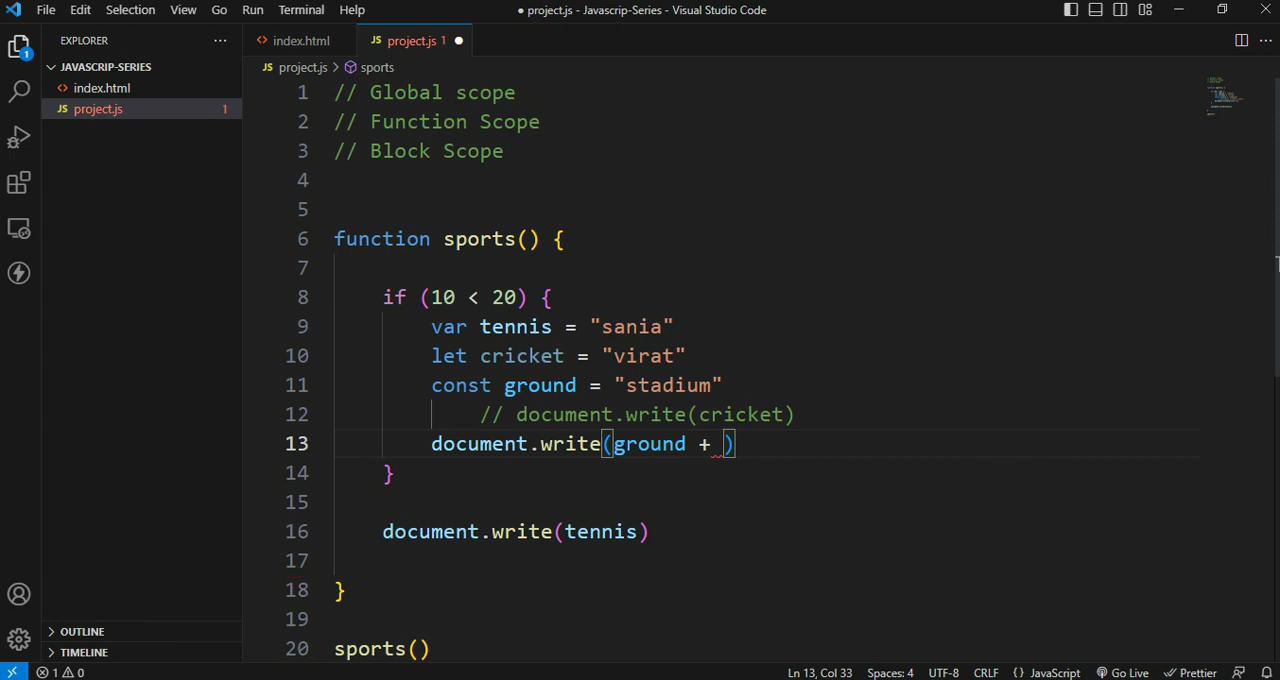 File Edit Selection View Go Run Terminal Help
● project.js - Javascrip-Series - Visual Studio Code
EXPLORER ···
JAVASCRIP-SERIES
<> index.html
JS project.js 1
OUTLINE
TIMELINE
1
<> index.html
JS project.js 1 ●
JS project.js > sports
1 // Global scope
2 // Function Scope
3 // Block Scope
4
5
6 function sports() {
7
8 if (10 < 20) {
9 var tennis = "sania"
10 let cricket = "virat"
11 const ground = "stadium"
12 // document.write(cricket)
13 document.write(ground + )
14 }
15
16 document.write(tennis)
17
18 }
19
20 sports()
1 0
Ln 13, Col 33 Spaces: 4 UTF-8 CRLF {} JavaScript Go Live Prettier